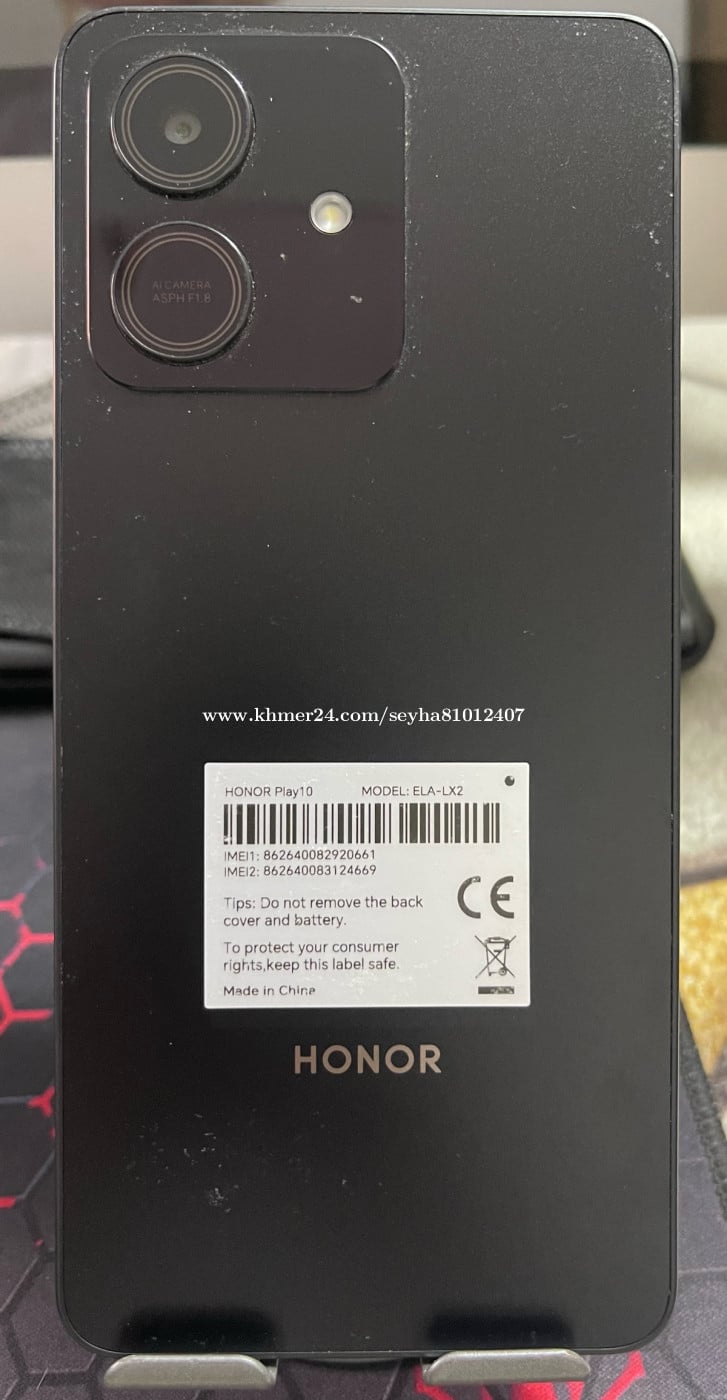 AI CAMERA
ASPH F1.8
www.khmer24.com/seyha81012407
HONOR Play10 MODEL: ELA-LX2
IMEI1: 862640082920661
IMEI2: 862640083124669
Tips: Do not remove the back
cover and battery.
CE
To protect your consumer
rights,keep this label safe.
Made in China
HONOR